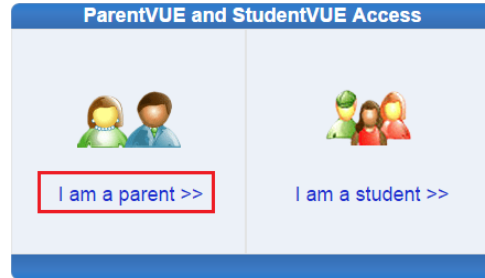 ParentVUE and StudentVUE Access
I am a parent >>
I am a student >>